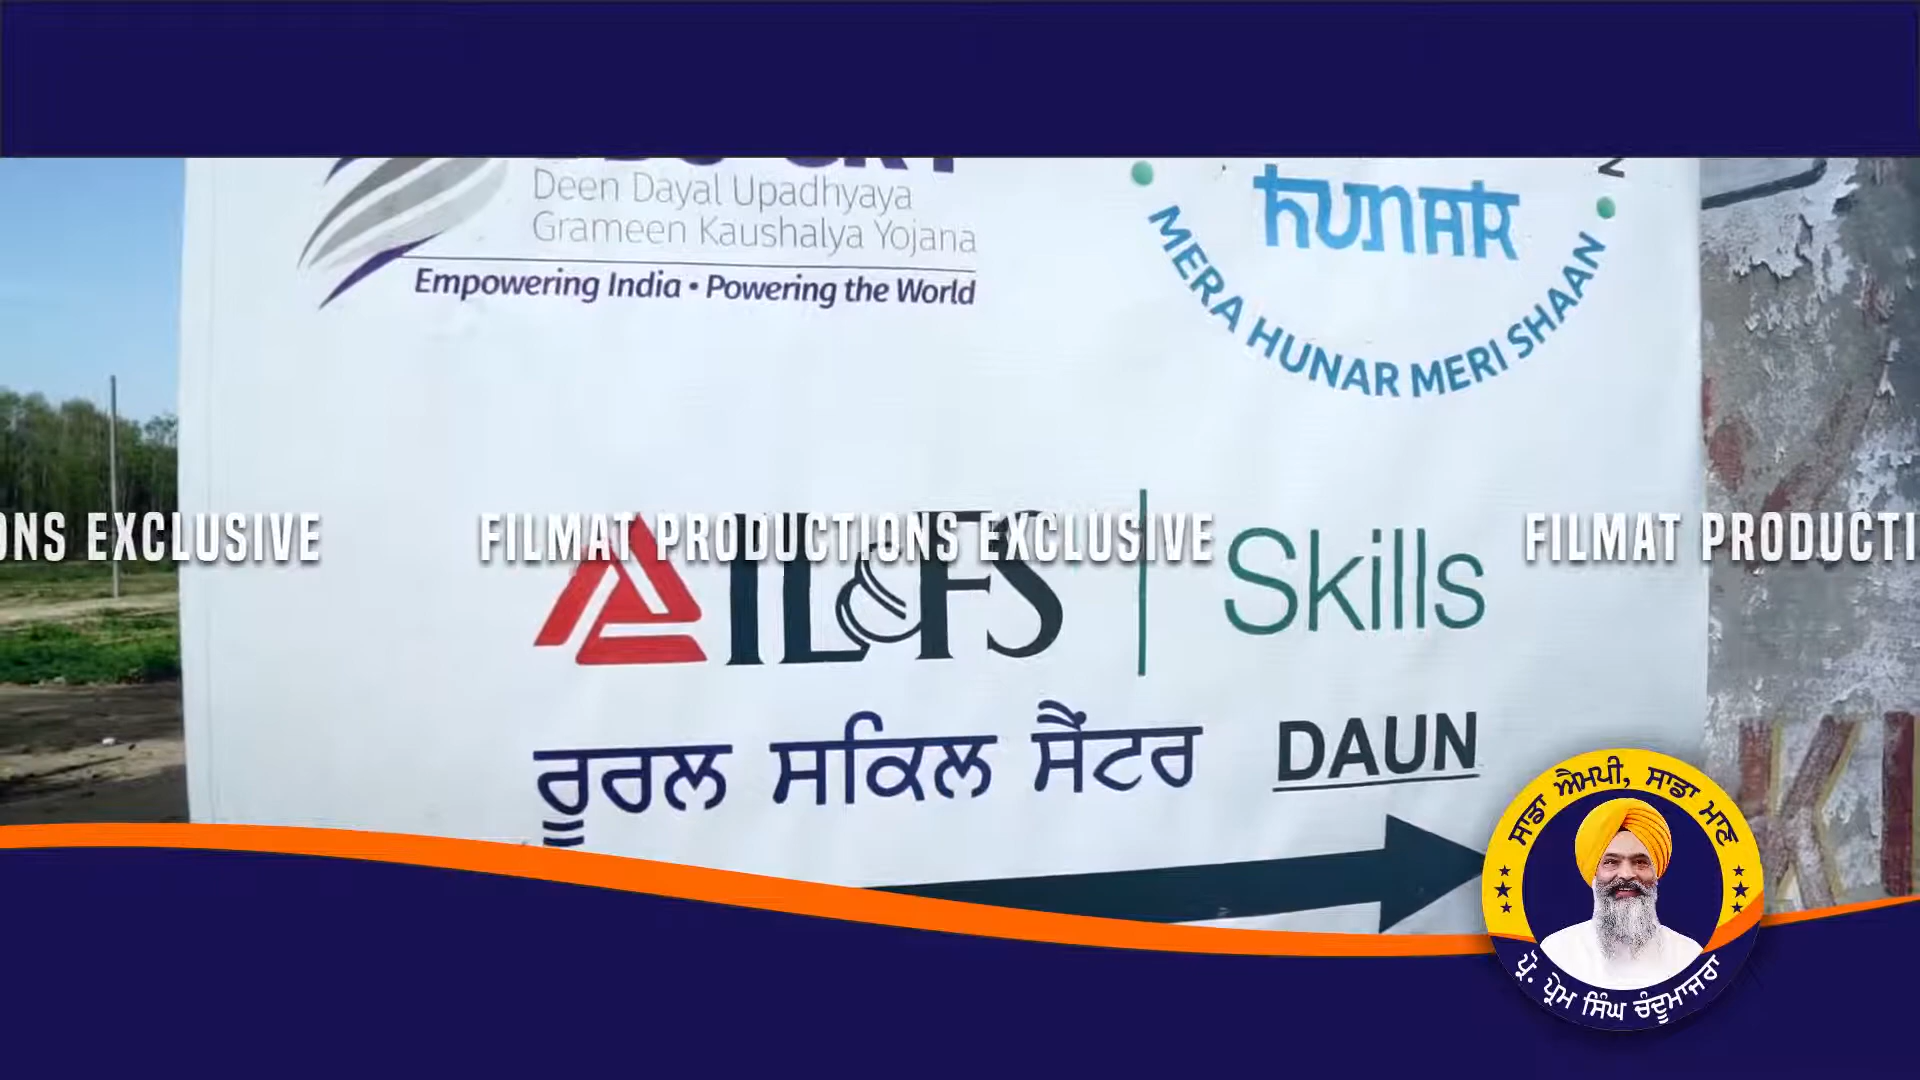 Deen Dayal Upadhyaya
Grameen Kaushalya Yojana
Empowering India • Powering the World
HUNAR
MERA HUNAR MERI SHAAN
ONS EXCLUSIVE
FILMAT PRODUCTIONS EXCLUSIVE
FILMAT PRODUCTI
IL&FS
Skills
ਰੂਰਲ ਸਕਿਲ ਸੈਂਟਰ
DAUN
ਸਾਡਾ ਐਮਪੀ, ਸਾਡਾ ਮਾਣ
ਪ੍ਰੋ. ਪ੍ਰੇਮ ਸਿੰਘ ਚੰਦੂਮਾਜਰਾ